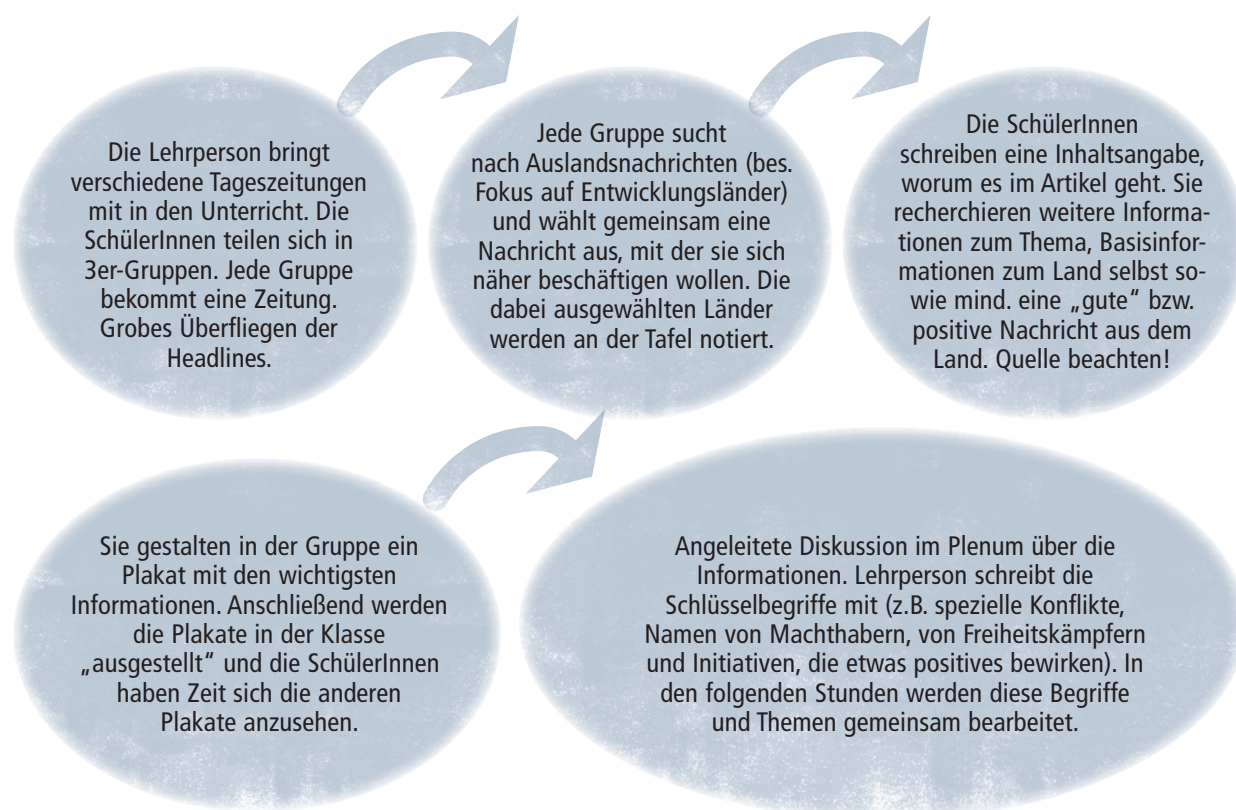 Die Lehrperson bringt
verschiedene Tageszeitungen
mit in den Unterricht. Die
SchülerInnen teilen sich in
3er-Gruppen. Jede Gruppe
bekommt eine Zeitung.
Grobes Überfliegen der
Headlines.
Jede Gruppe sucht
nach Auslandsnachrichten (bes.
Fokus auf Entwicklungsländer)
und wählt gemeinsam eine
Nachricht aus, mit der sie sich
näher beschäftigen wollen. Die
dabei ausgewählten Länder
werden an der Tafel notiert.
Die SchülerInnen
schreiben eine Inhaltsangabe,
worum es im Artikel geht. Sie
recherchieren weitere Informa-
tionen zum Thema, Basisinfor-
mationen zum Land selbst so-
wie mind. eine „gute“ bzw.
positive Nachricht aus dem
Land. Quelle beachten!
Sie gestalten in der Gruppe ein
Plakat mit den wichtigsten
Informationen. Anschließend werden
die Plakate in der Klasse
„ausgestellt“ und die SchülerInnen
haben Zeit sich die anderen
Plakate anzusehen.
Angeleitete Diskussion im Plenum über die
Informationen. Lehrperson schreibt die
Schlüsselbegriffe mit (z.B. spezielle Konflikte,
Namen von Machthabern, von Freiheitskämpfern
und Initiativen, die etwas positives bewirken). In
den folgenden Stunden werden diese Begriffe
und Themen gemeinsam bearbeitet.